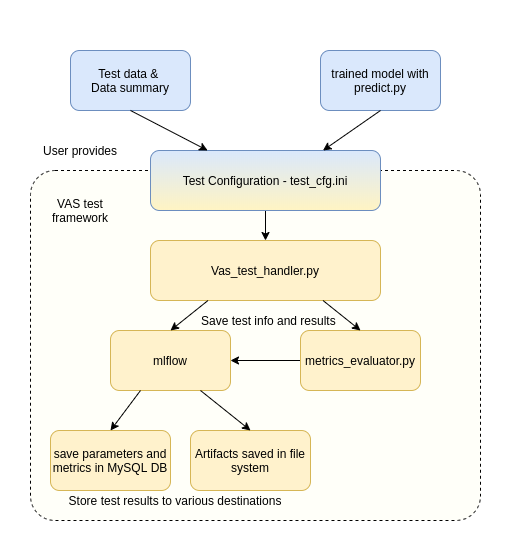 Test data &
Data summary
trained model with
predict.py
User provides
Test Configuration - test_cfg.ini
VAS test
framework
Vas_test_handler.py
Save test info and results
mlflow
metrics_evaluator.py
save parameters and
metrics in MySQL DB
Artifacts saved in file
system
Store test results to various destinations